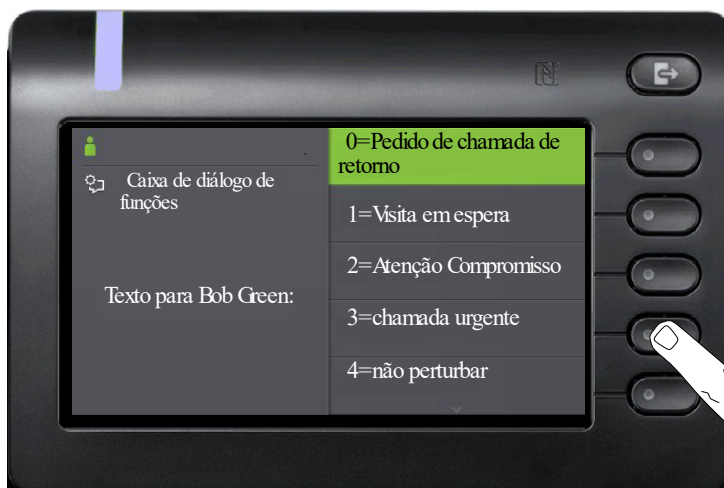 0=Pedido de chamada de
retorno
Caixa de diálogo de
funções
1=Visita em espera
2=Atenção Compromisso
Texto para Bob Green:
3=chamada urgente
4=não perturbar